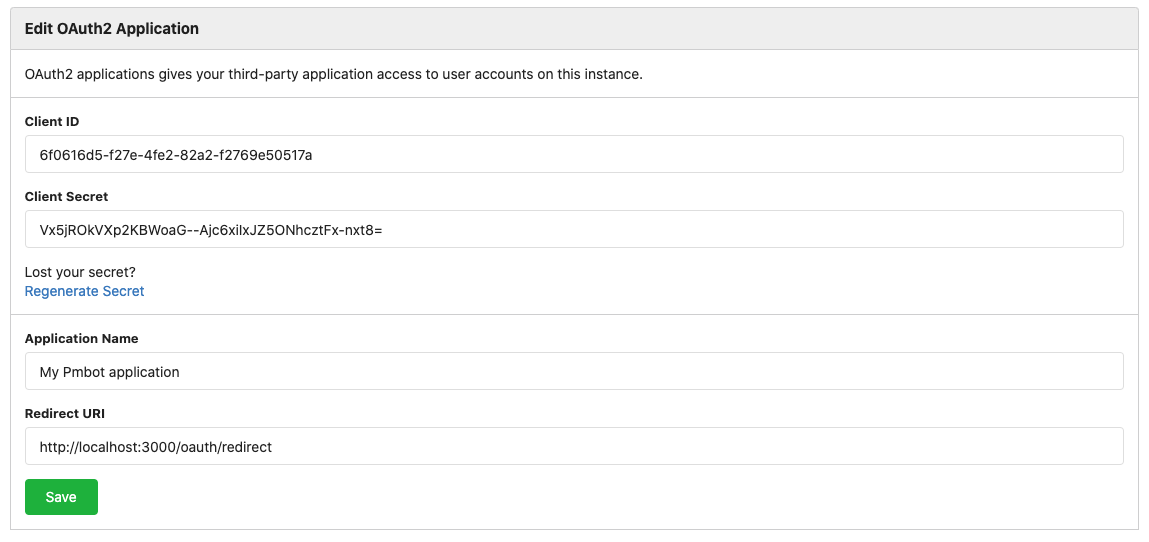 Edit OAuth2 Application
OAuth2 applications gives your third-party application access to user accounts on this instance.
Client ID
6f0616d5-f27e-4fe2-82a2-f2769e50517a
Client Secret
Vx5jROkVXp2KBWoaG--Ajc6xilxJZ5ONhcztFx-nxt8=
Lost your secret?
Regenerate Secret
Application Name
My Pmbot application
Redirect URI
http://localhost:3000/oauth/redirect
Save